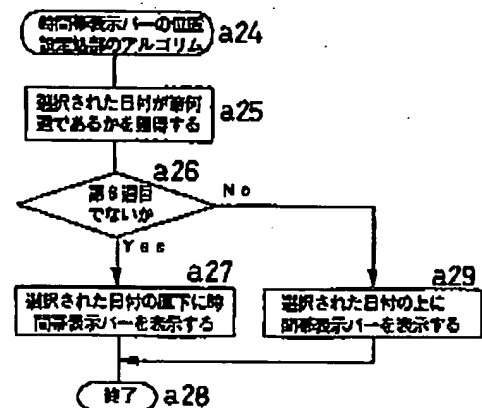 時間帯表示バーの位置
設定処理部のアルゴリム
a24
選択された日付が第何
週であるかを獲得する
a25
a26
第6週目
でないか
No
Yes
a27
選択された日付の直下に時
間帯表示バーを表示する
a29
選択された日付の上に
間帯表示バーを表示する
終了
a28